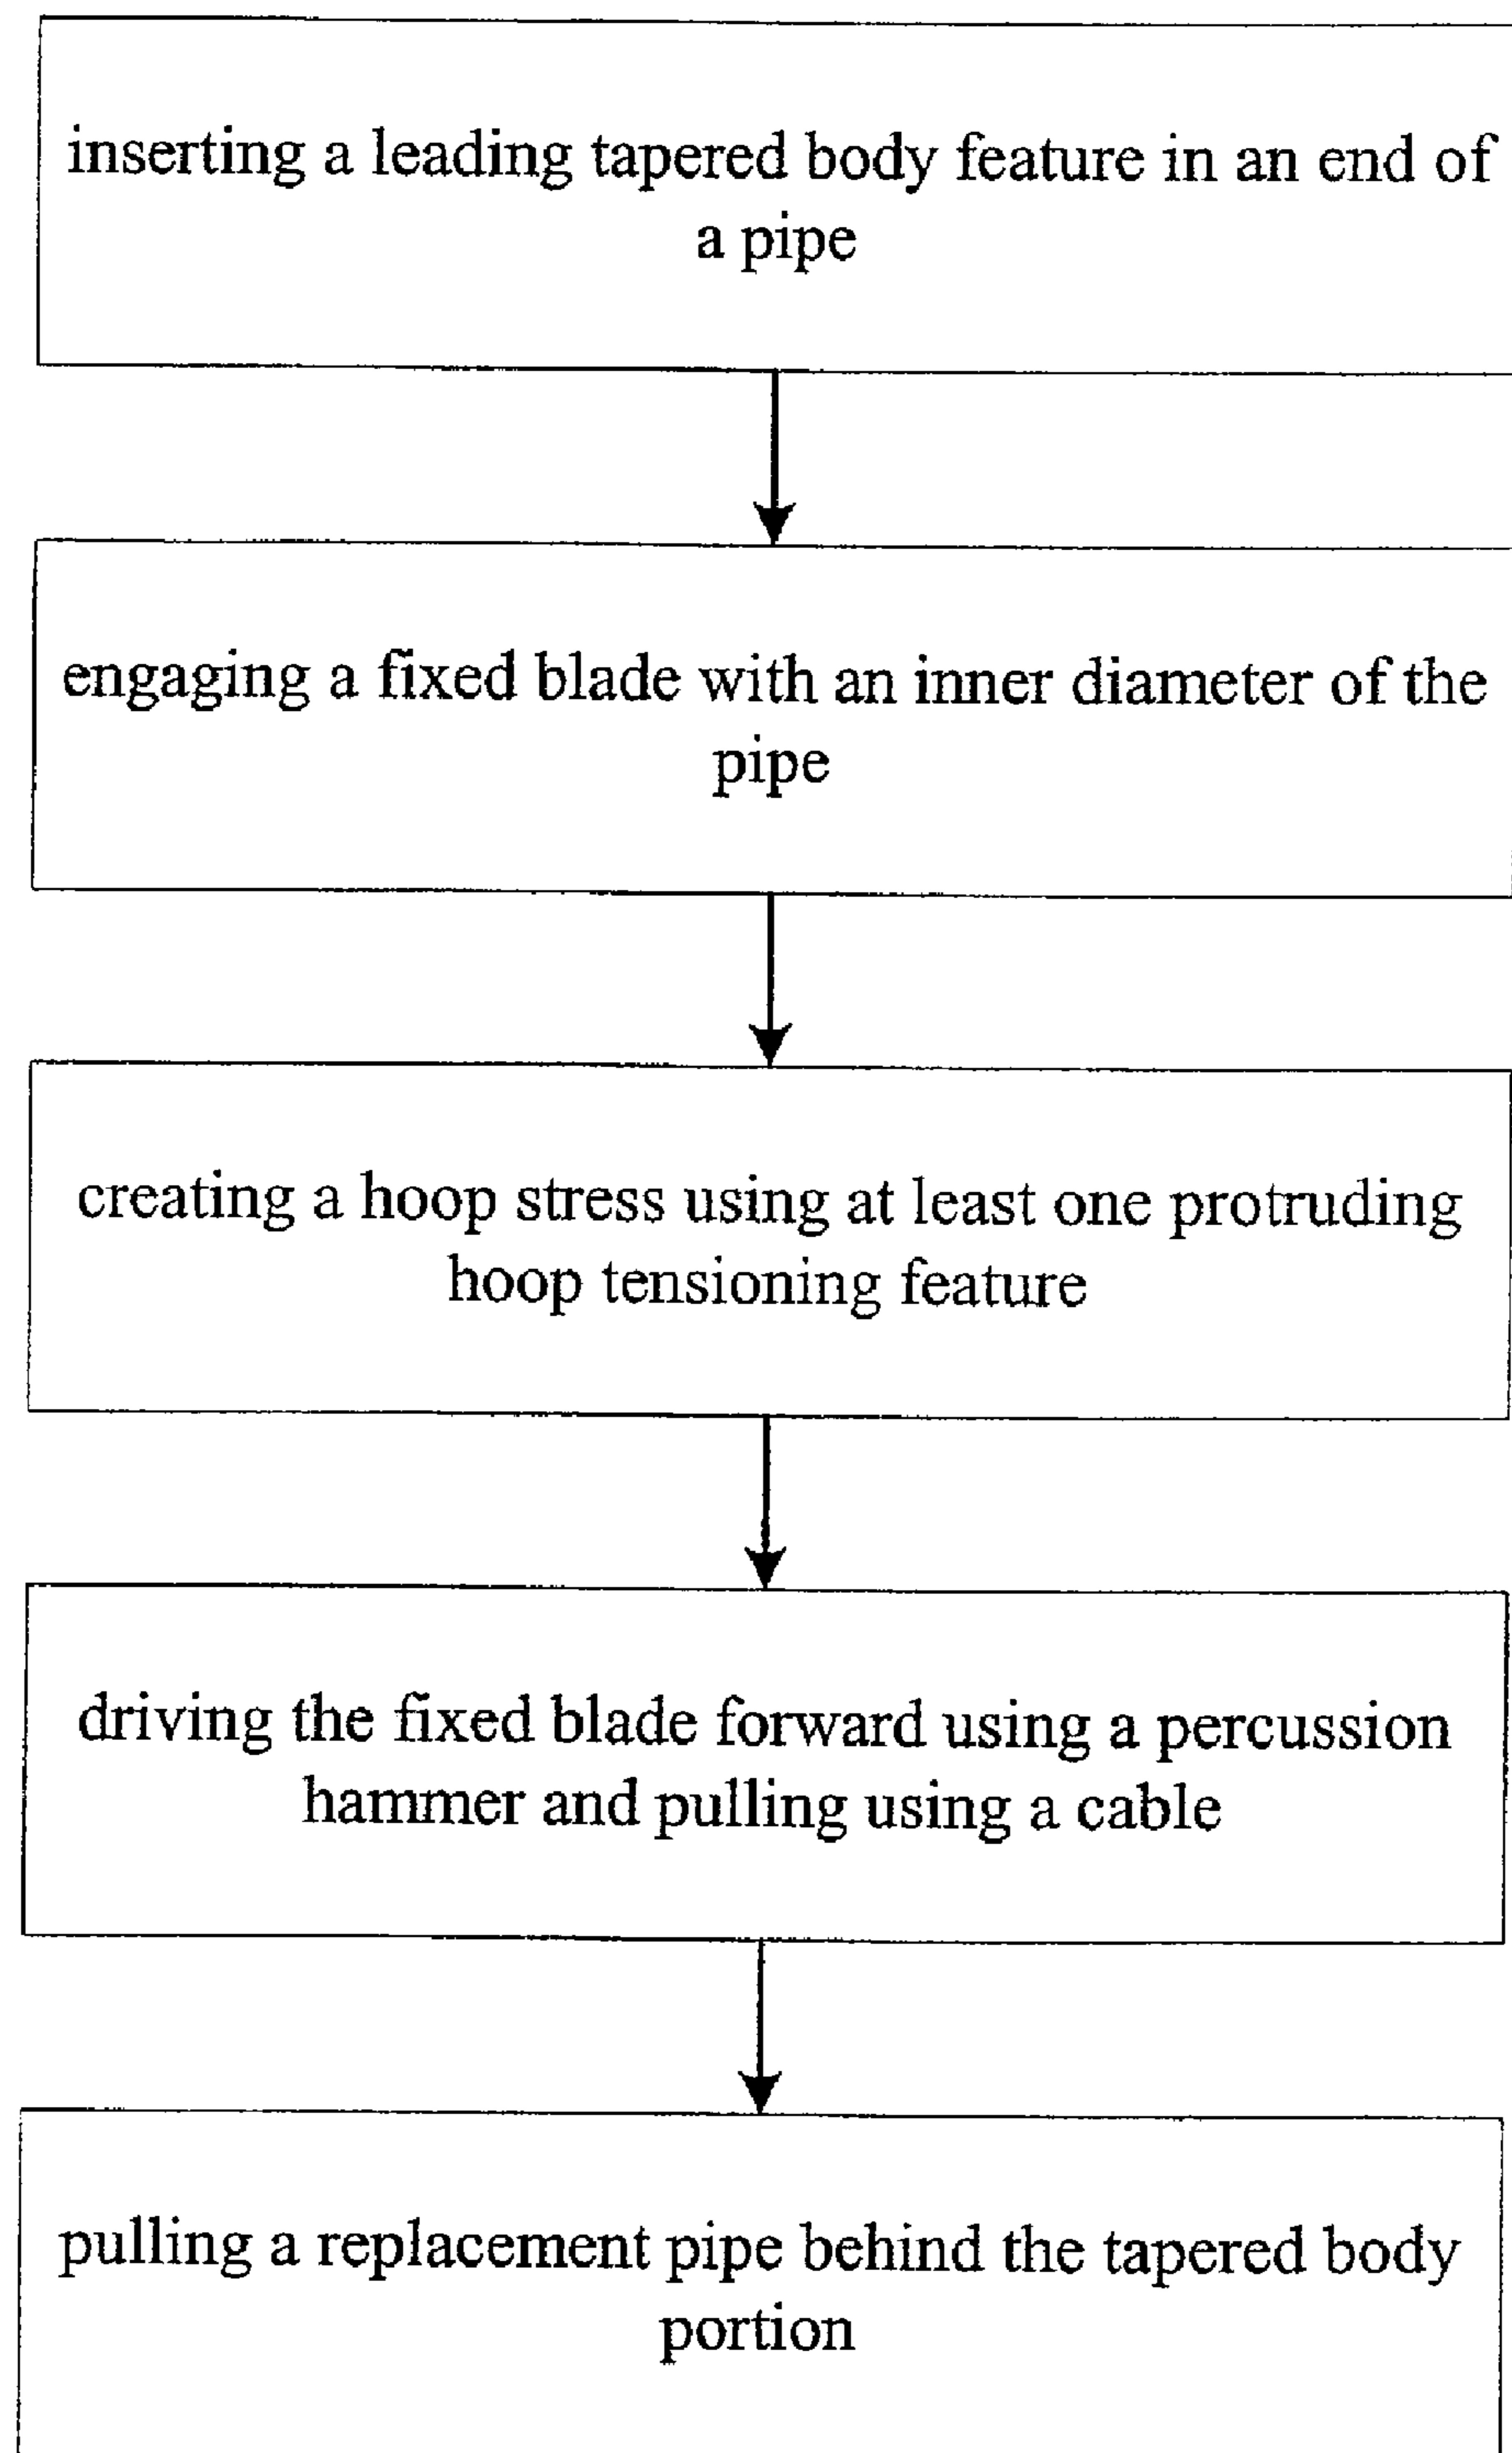 inserting a leading tapered body feature in an end of
a pipe
engaging a fixed blade with an inner diameter of the
pipe
creating a hoop stress using at least one protruding
hoop tensioning feature
driving the fixed blade forward using a percussion
hammer and pulling using a cable
pulling a replacement pipe behind the tapered body
portion